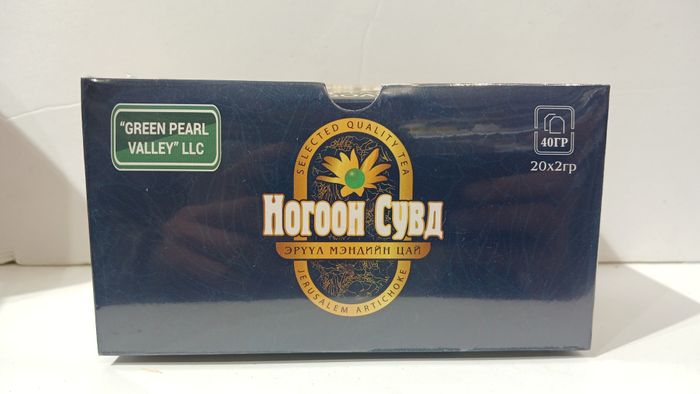 "GREEN PEARL
VALLEY" LLC
SELECTED QUALITY TEA
Ногоон Сувд
ЭРҮҮЛ МЭНДИЙН ЦАЙ
JERUSALEM ARTICHOKE
40ГР
20x2гр